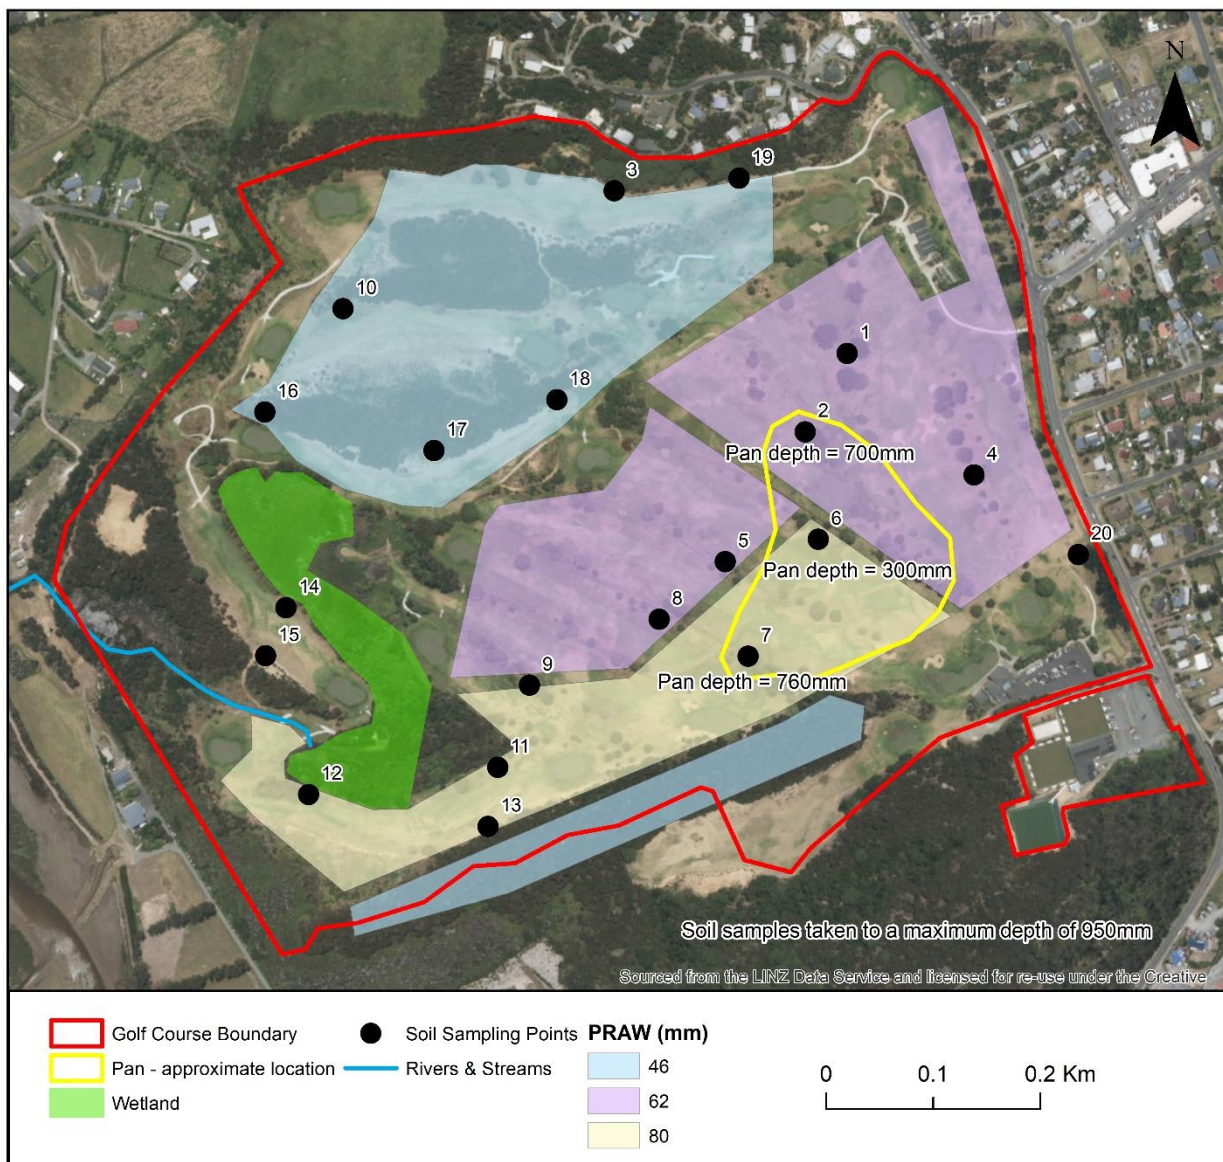 N
19
3
10
1
18
16
2
17
Pan depth = 700mm
4
6
20
5
Pan depth = 300mm
14
8
15
7
9
Pan depth = 760mm
11
12
13
Soil samples taken to a maximum depth of 950mm
Sourced from the LINZ Data Service and licensed for re-use under the Creative
Golf Course Boundary
Pan - approximate location
Wetland
Soil Sampling Points
Rivers & Streams
PRAW (mm)
46
62
80
0 0.1 0.2 Km